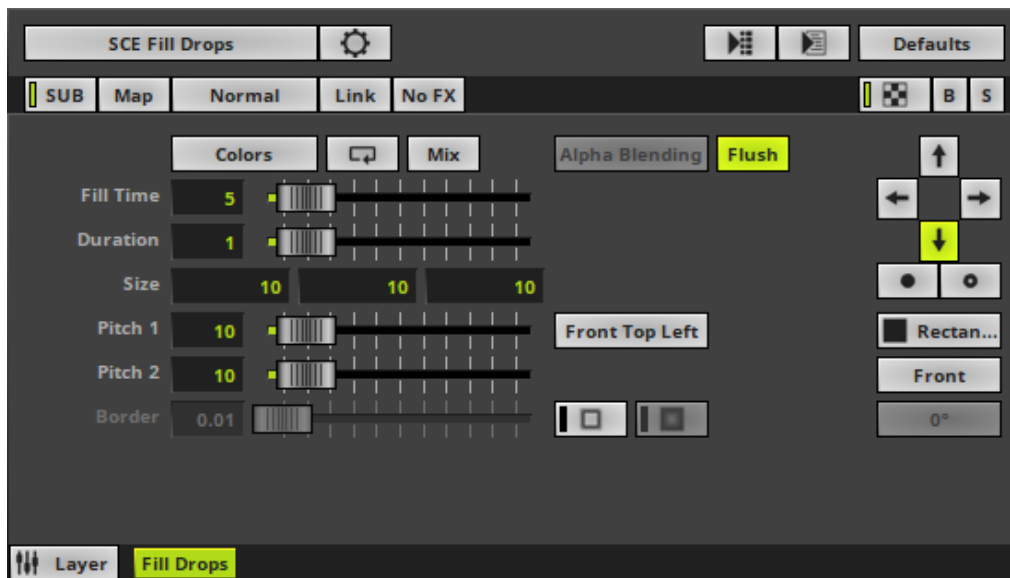 SCE Fill Drops Defaults
SUB Map Normal Link No FX B S
Colors Mix Alpha Blending Flush
Fill Time 5
Duration 1
Size 10 10 10
Pitch 1 10 Front Top Left Rectan...
Pitch 2 10 Front
Border 0.01 0°
Layer Fill Drops